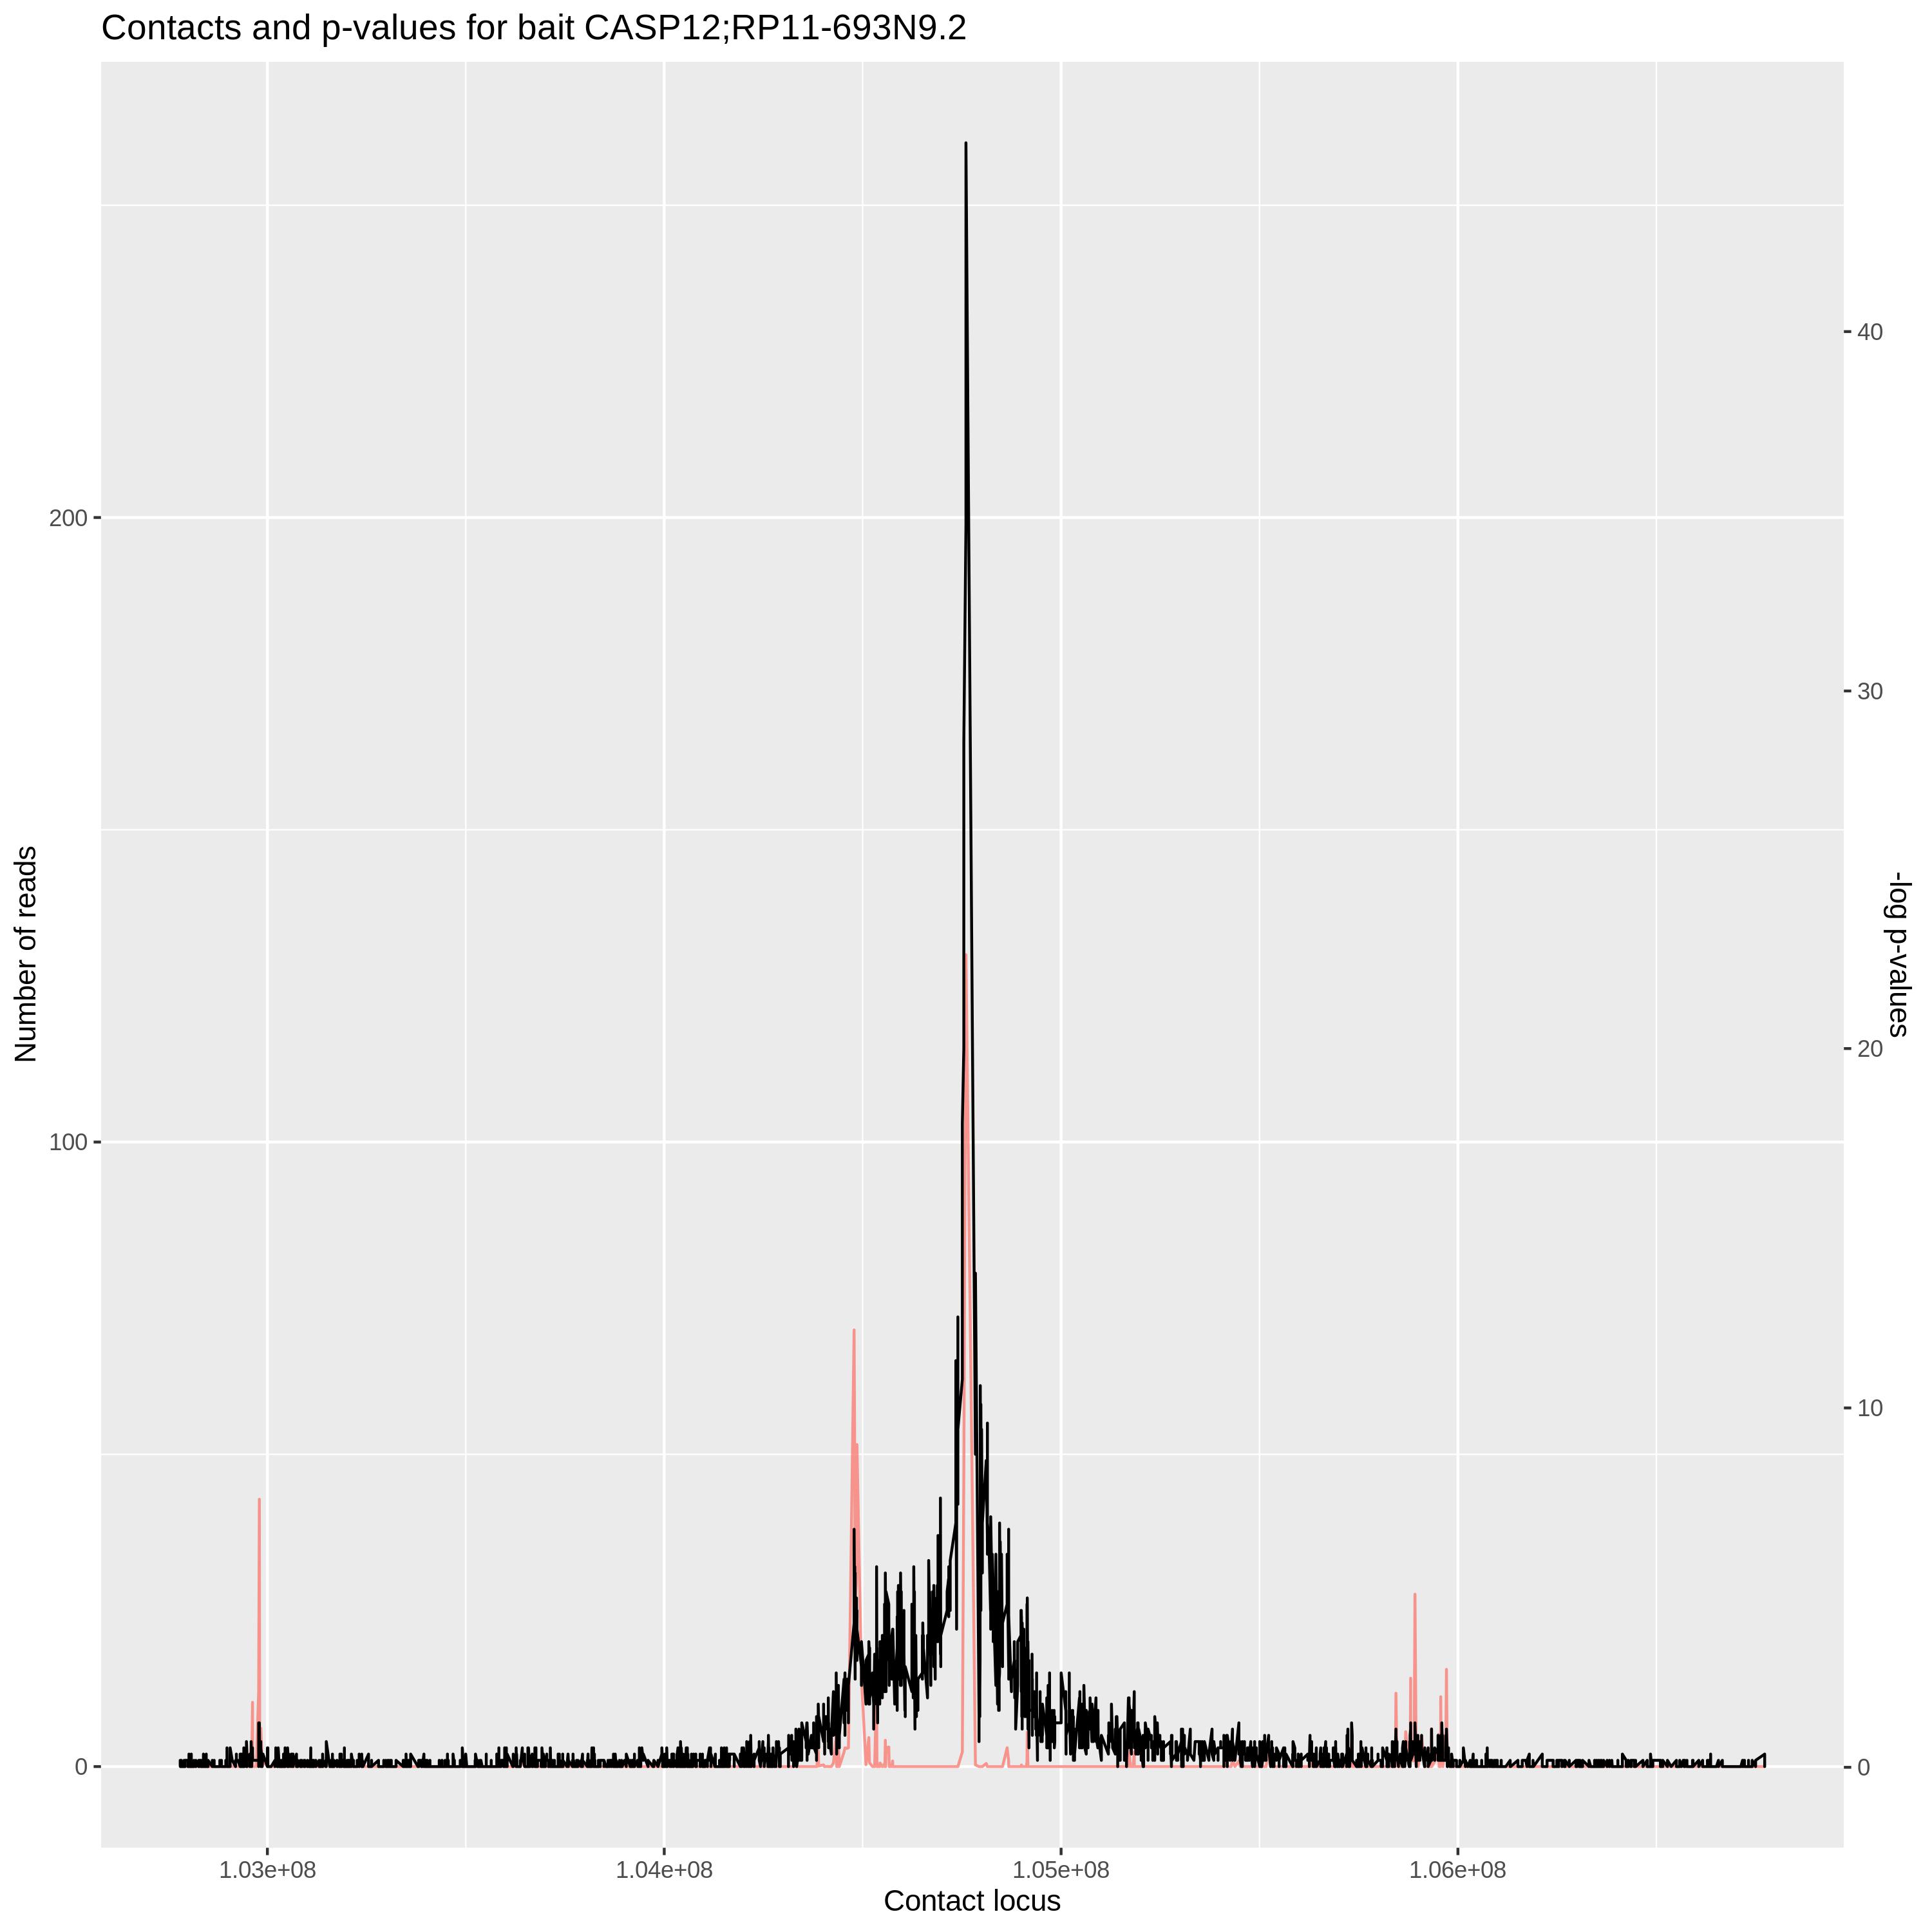 Contacts and p-values for bait CASP12;RP11-693N9.2
Number of reads
200
100
0
40
30
20
10
0
-log p-values
1.03e+08
1.04e+08
1.05e+08
1.06e+08
Contact locus